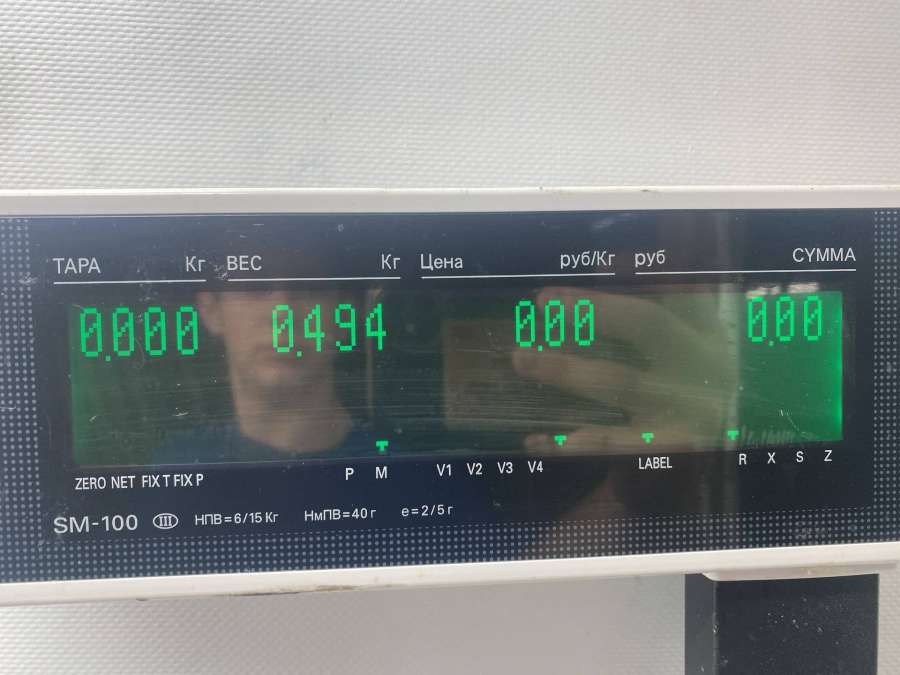 ТАРА Кг ВЕС Кг Цена руб/Кг руб СУММА
0.000 0.494 0.00 0.00
ZERO NET FIX T FIX P P M V1 V2 V3 V4 LABEL R X S Z
SM-100 III НПВ=6/15 Кг НмПВ=40 г e=2/5 г